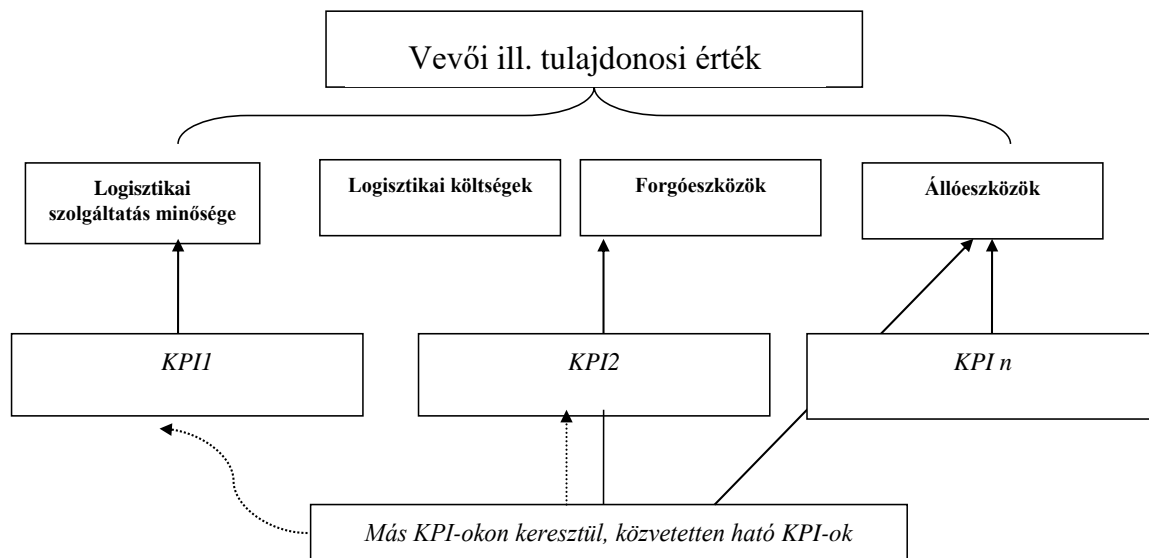 Vevői ill. tulajdonosi érték
Logisztikai
szolgáltatás minősége
Logisztikai költségek
Forgóeszközök
Állóeszközök
KPI1
KPI2
KPI n
Más KPI-okon keresztül, közvetetten ható KPI-ok